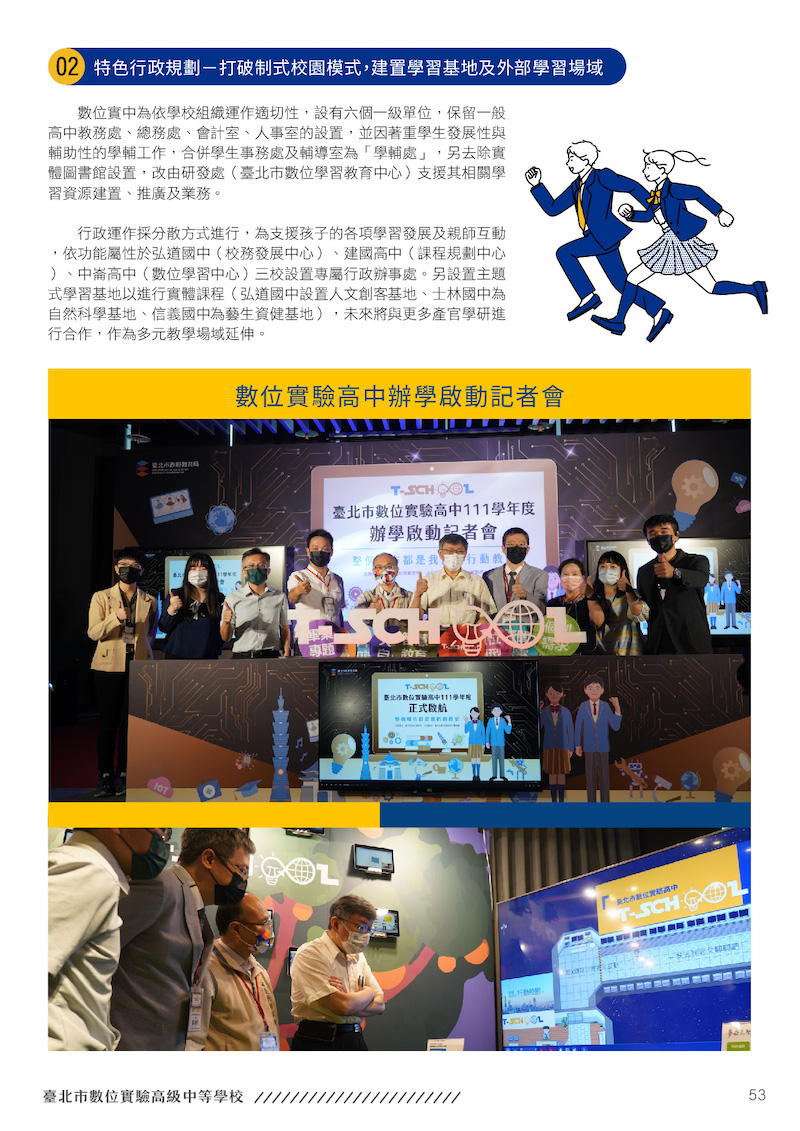 02 特色行政規劃－打破制式校園模式，建置學習基地及外部學習場域
數位實中為依學校組織運作適切性，設有六個一級單位，保留一般
高中教務處、總務處、會計室、人事室的設置，並因著重學生發展性與
輔助性的學輔工作，合併學生事務處及輔導室為「學輔處」，另去除實
體圖書館設置，改由研發處（臺北市數位學習教育中心）支援其相關學
習資源建置、推廣及業務。
行政運作採分散方式進行，為支援孩子的各項學習發展及親師互動
，依功能屬性於弘道國中（校務發展中心）、建國高中（課程規劃中心
）、中崙高中（數位學習中心）三校設置專屬行政辦事處。另設置主題
式學習基地以進行實體課程（弘道國中設置人文創客基地、士林國中為
自然科學基地、信義國中為藝生資健基地），未來將與更多產官學研進
行合作，作為多元教學場域延伸。
數位實驗高中辦學啟動記者會
臺北市政府教育局
T-SCHOOL
臺北市數位實驗高中111學年度
辦學啟動記者會
T-SCHOOL
專題
T-SCHOOL
臺北市數位實驗高中111學年度
正式啟航
IOT
臺北市數位實驗高中
T-SCHOOL
行動校園
T-SCHOOL
臺北市數位實驗高級中等學校
53